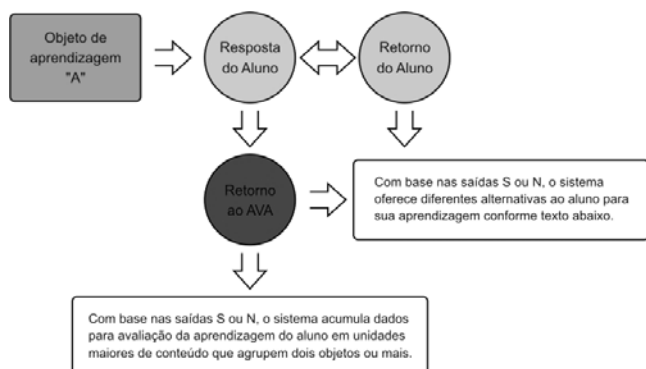 Objeto de
aprendizagem
"A"
Resposta
do Aluno
Retorno
do Aluno
Retorno
ao AVA
Com base nas saídas S ou N, o sistema
oferece diferentes alternativas ao aluno para
sua aprendizagem conforme texto abaixo.
Com base nas saídas S ou N, o sistema acumula dados
para avaliação da aprendizagem do aluno em unidades
maiores de conteúdo que agrupem dois objetos ou mais.